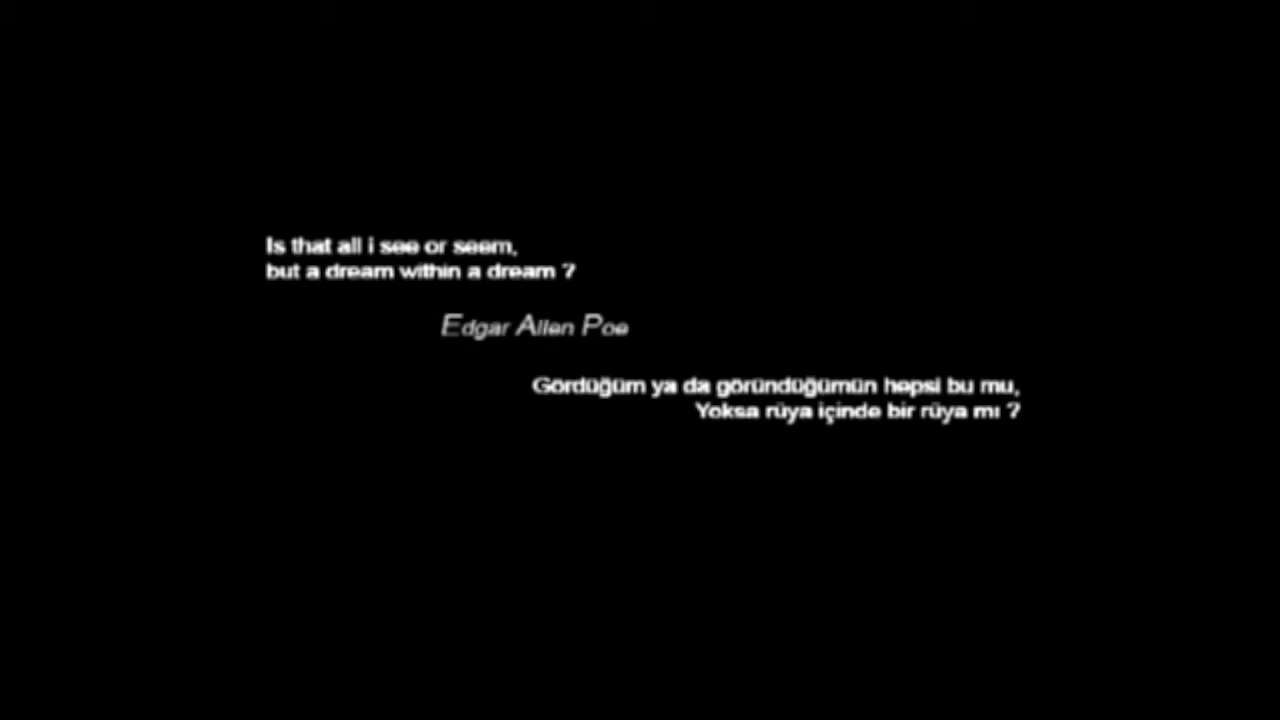 Is that all i see or seem,
but a dream within a dream ?
Edgar Allen Poe
Gördüğüm ya da göründüğümün hepsi bu mu,
Yoksa rüya içinde bir rüya mı ?